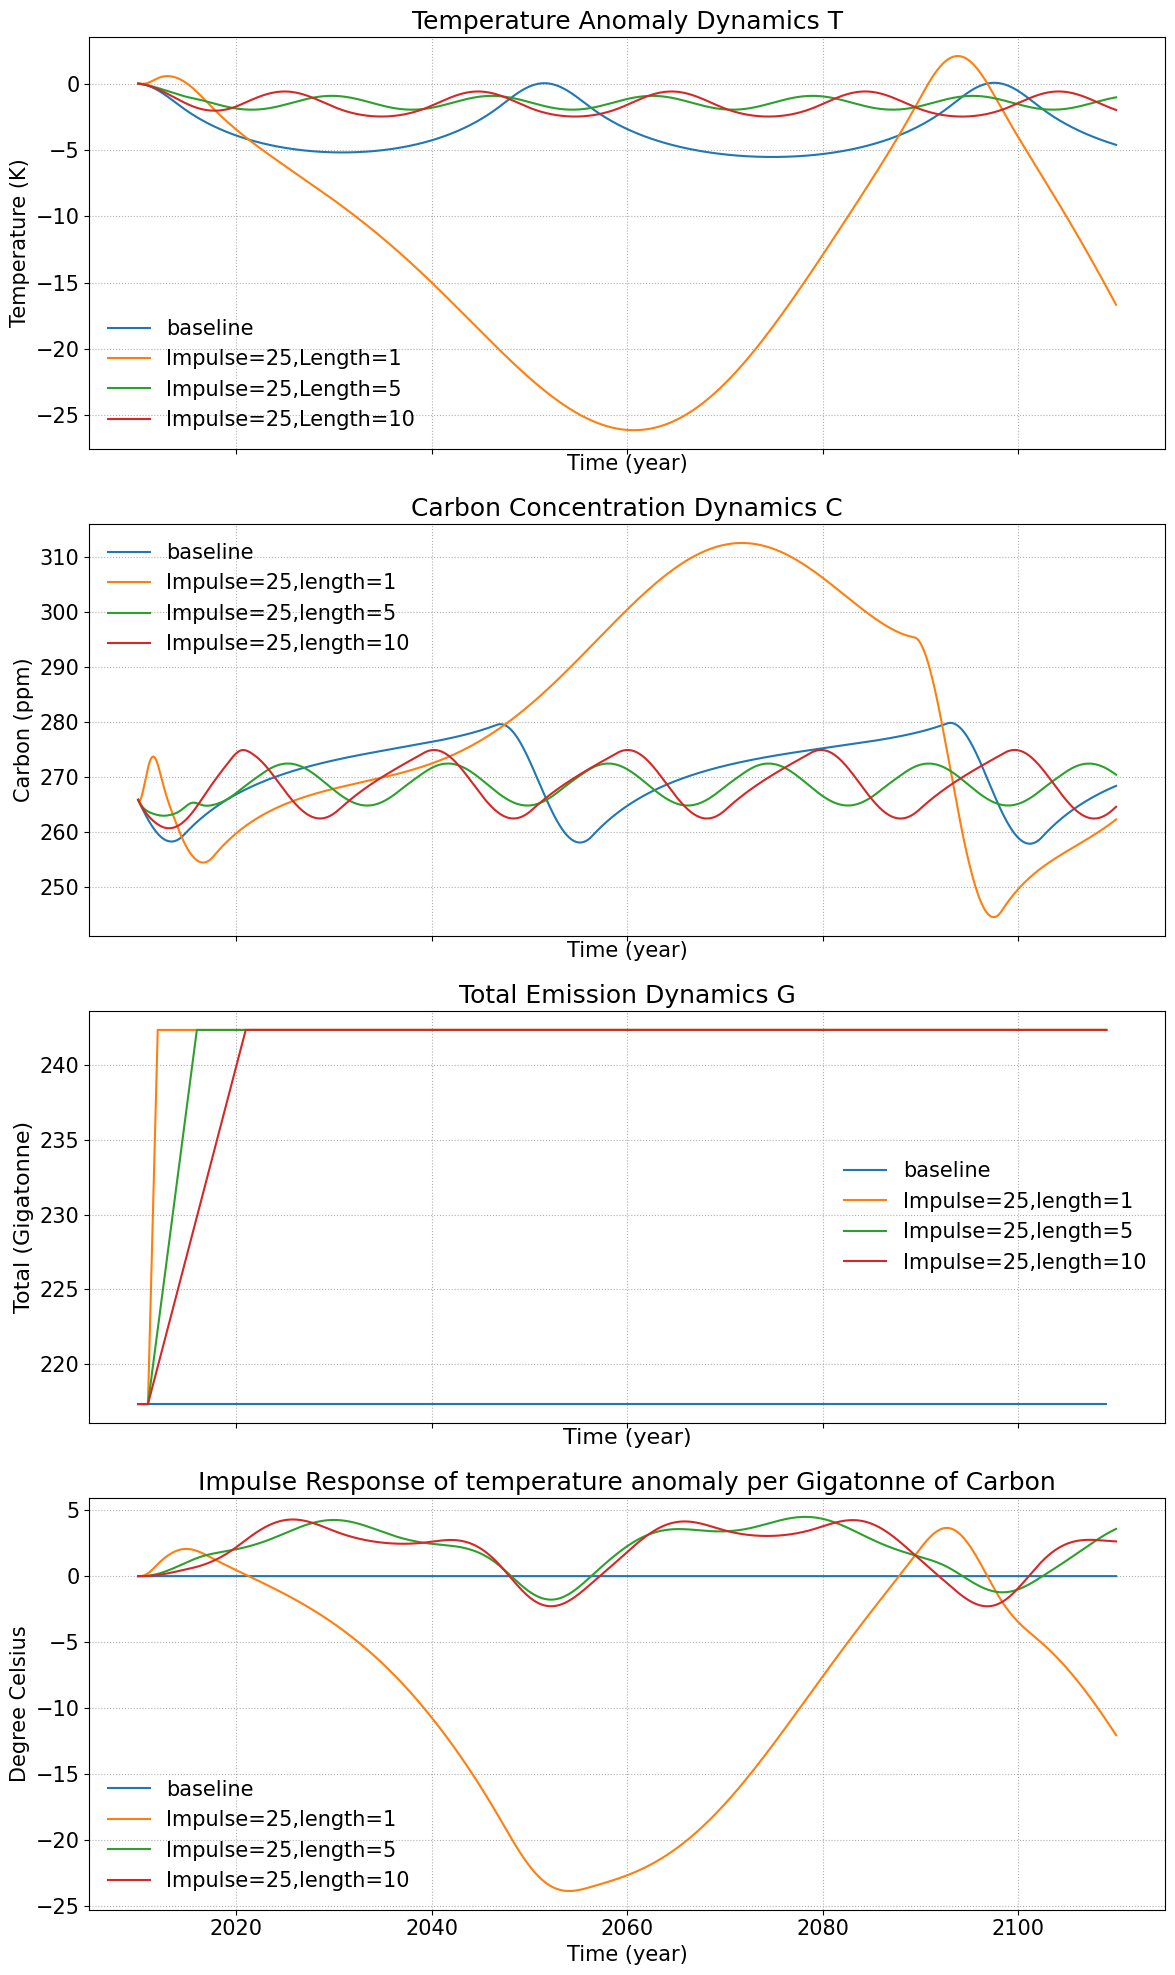 Temperature Anomaly Dynamics T
Temperature (K)
0
−5
−10
−15
−20
−25
baseline
Impulse=25,Length=1
Impulse=25,Length=5
Impulse=25,Length=10
Time (year)
Carbon Concentration Dynamics C
Carbon (ppm)
310
300
290
280
270
260
250
baseline
Impulse=25,length=1
Impulse=25,length=5
Impulse=25,length=10
Time (year)
Total Emission Dynamics G
Total (Gigatonne)
240
235
230
225
220
baseline
Impulse=25,length=1
Impulse=25,length=5
Impulse=25,length=10
Time (year)
Impulse Response of temperature anomaly per Gigatonne of Carbon
Degree Celsius
5
0
−5
−10
−15
−20
−25
baseline
Impulse=25,length=1
Impulse=25,length=5
Impulse=25,length=10
2020 2040 2060 2080 2100
Time (year)